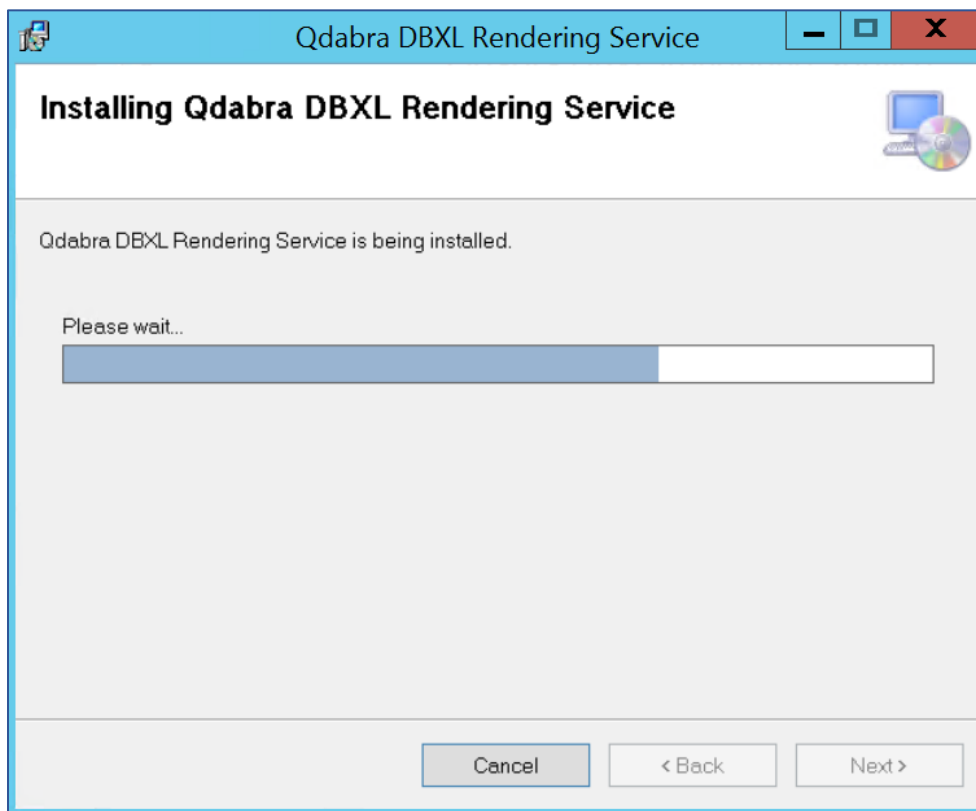 Qdabra DBXL Rendering Service
Installing Qdabra DBXL Rendering Service
Qdabra DBXL Rendering Service is being installed.
Please wait...
Cancel
< Back
Next >